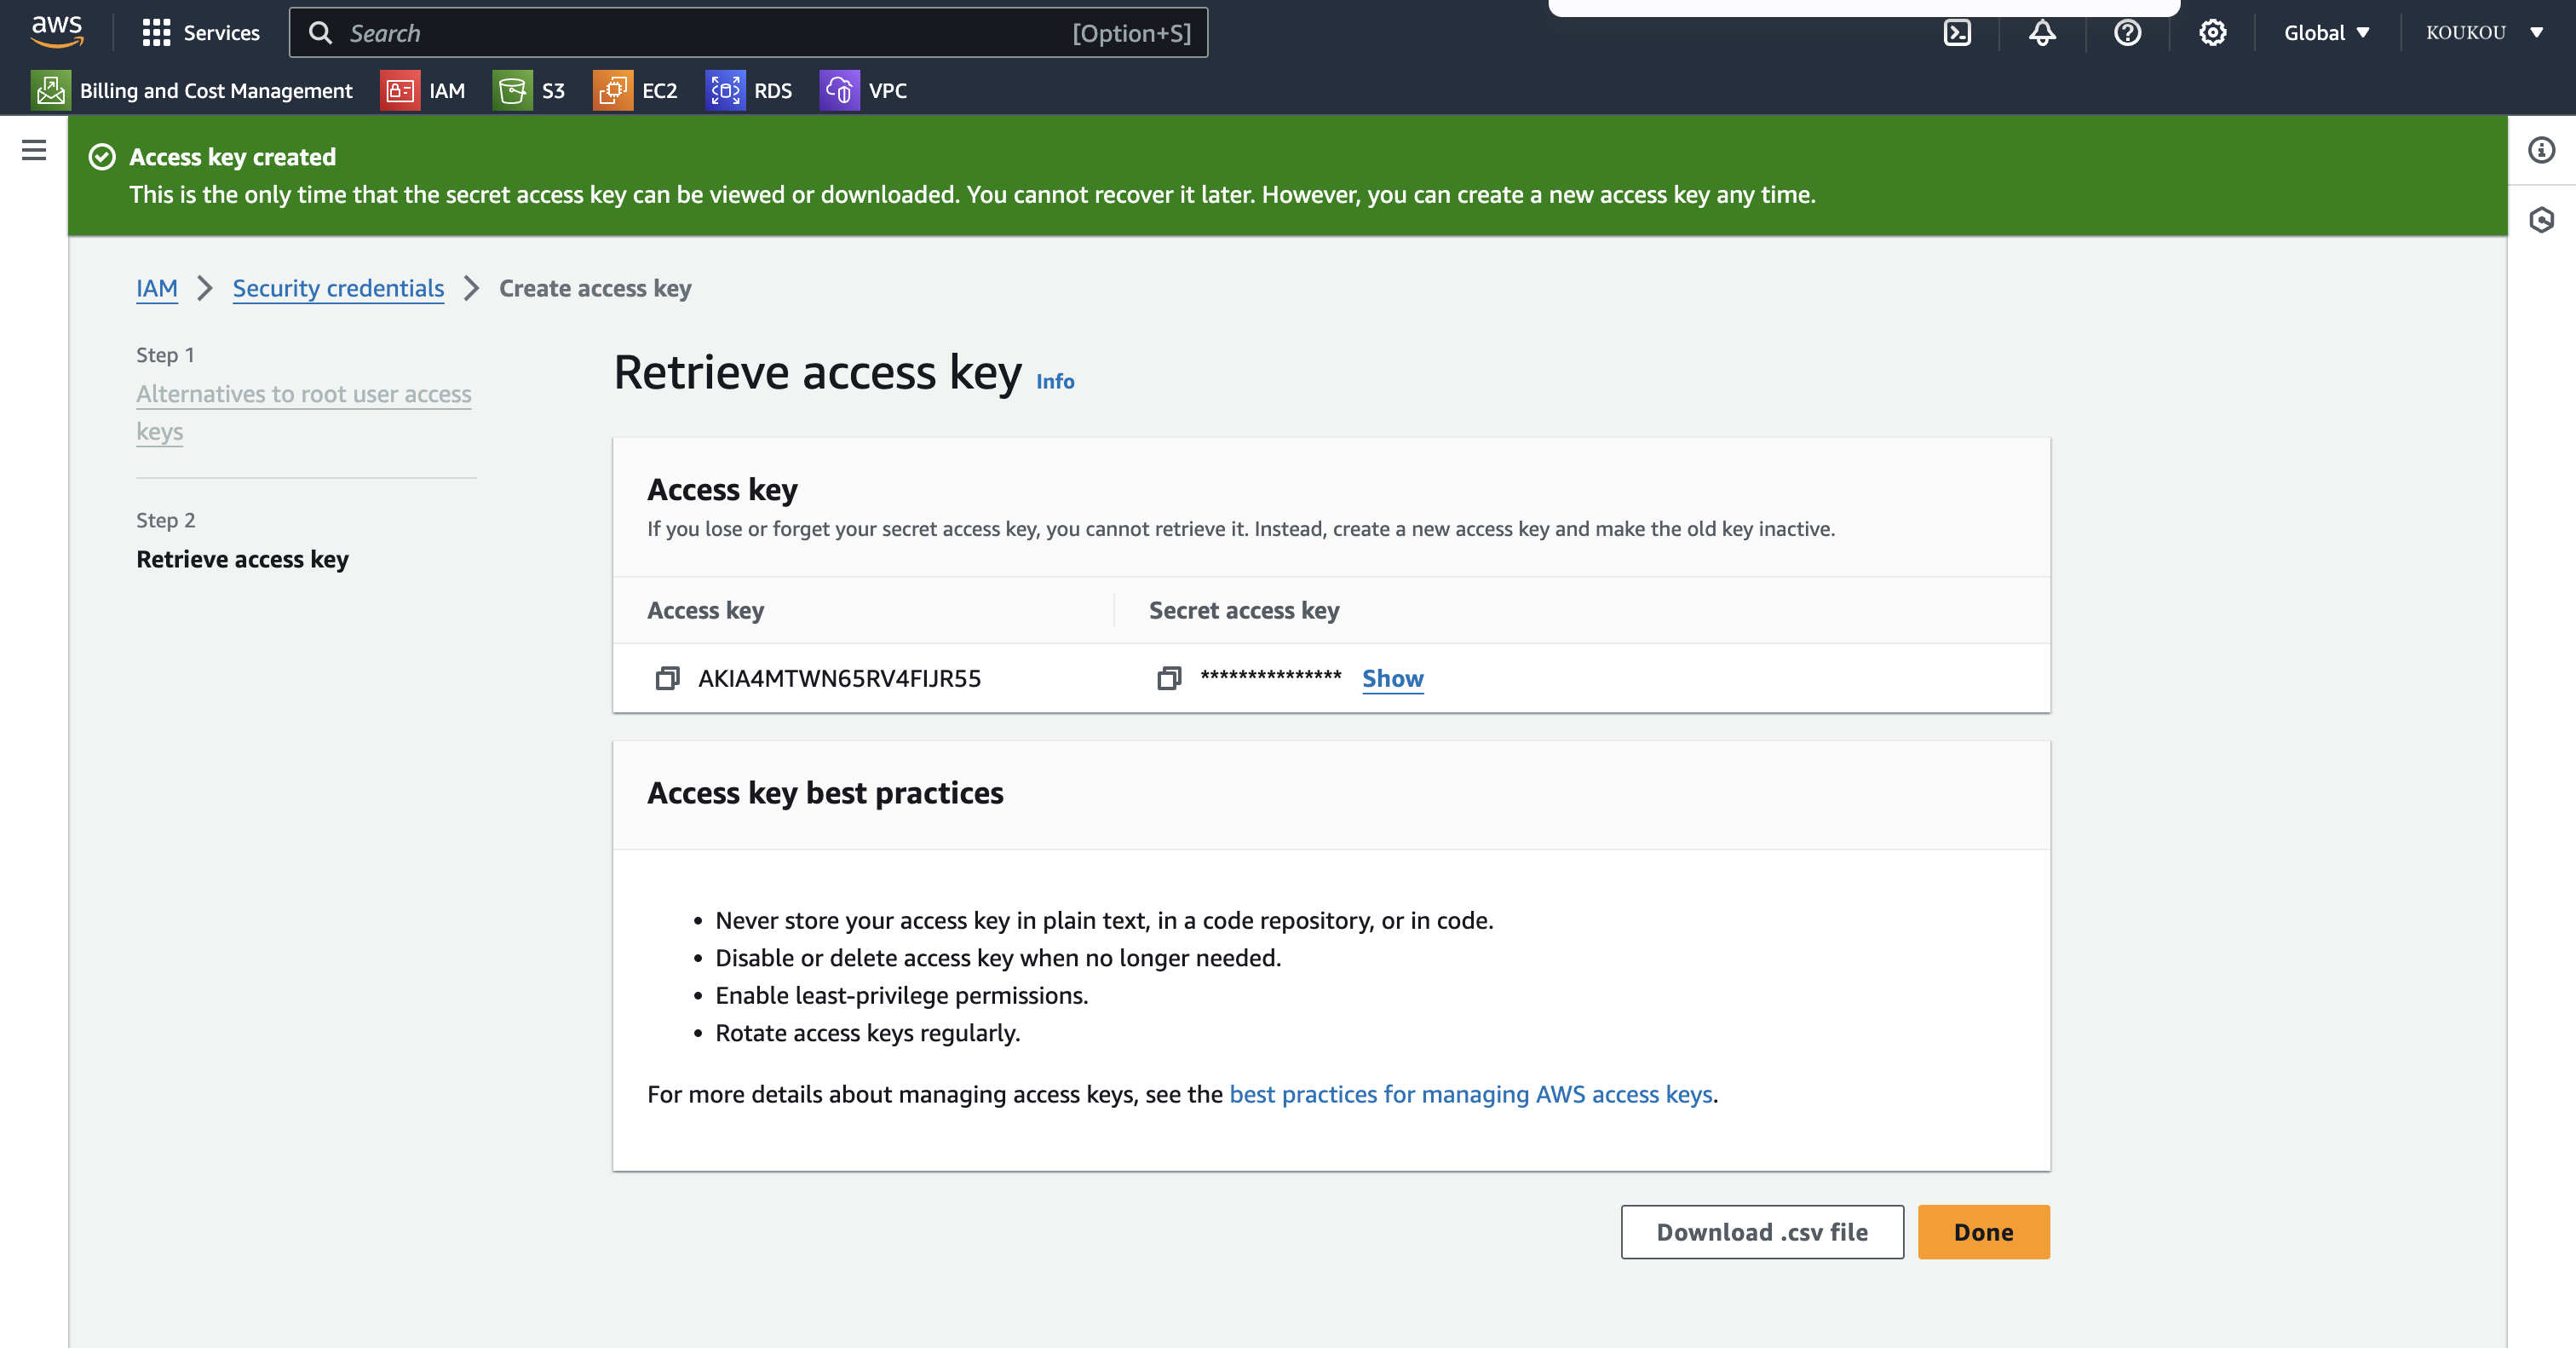 aws
Services
Search
[Option+S]
Global
KOUKOU
Billing and Cost Management
IAM
S3
EC2
RDS
VPC
Access key created
This is the only time that the secret access key can be viewed or downloaded. You cannot recover it later. However, you can create a new access key any time.
IAM
Security credentials
Create access key
Step 1
Alternatives to root user access
keys
Step 2
Retrieve access key
Retrieve access key Info
Access key
If you lose or forget your secret access key, you cannot retrieve it. Instead, create a new access key and make the old key inactive.
Access key
Secret access key
AKIA4MTWN65RV4FIJR55
*************** Show
Access key best practices
• Never store your access key in plain text, in a code repository, or in code.
• Disable or delete access key when no longer needed.
• Enable least-privilege permissions.
• Rotate access keys regularly.
For more details about managing access keys, see the best practices for managing AWS access keys.
Download .csv file
Done